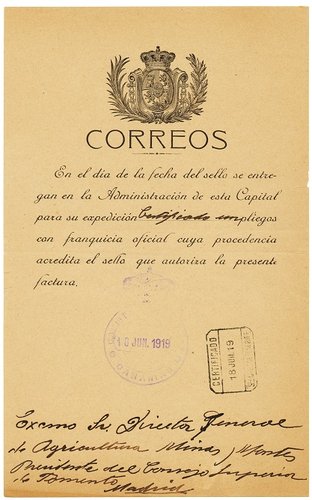 CORREOS
En el día de la fecha del sello se entre-
gan en la Administración de esta Capital
para su expedición Certificado un pliegos
con franquicia oficial cuya procedencia
acredita el sello que autoriza la presente
factura.
10 JUN. 1919
CERTIFICADO
18 JUN. 19
Excmo Sr. Director General
de Agricultura Minas y Montes
Presidente del Consejo Superior
de Fomento
Madrid